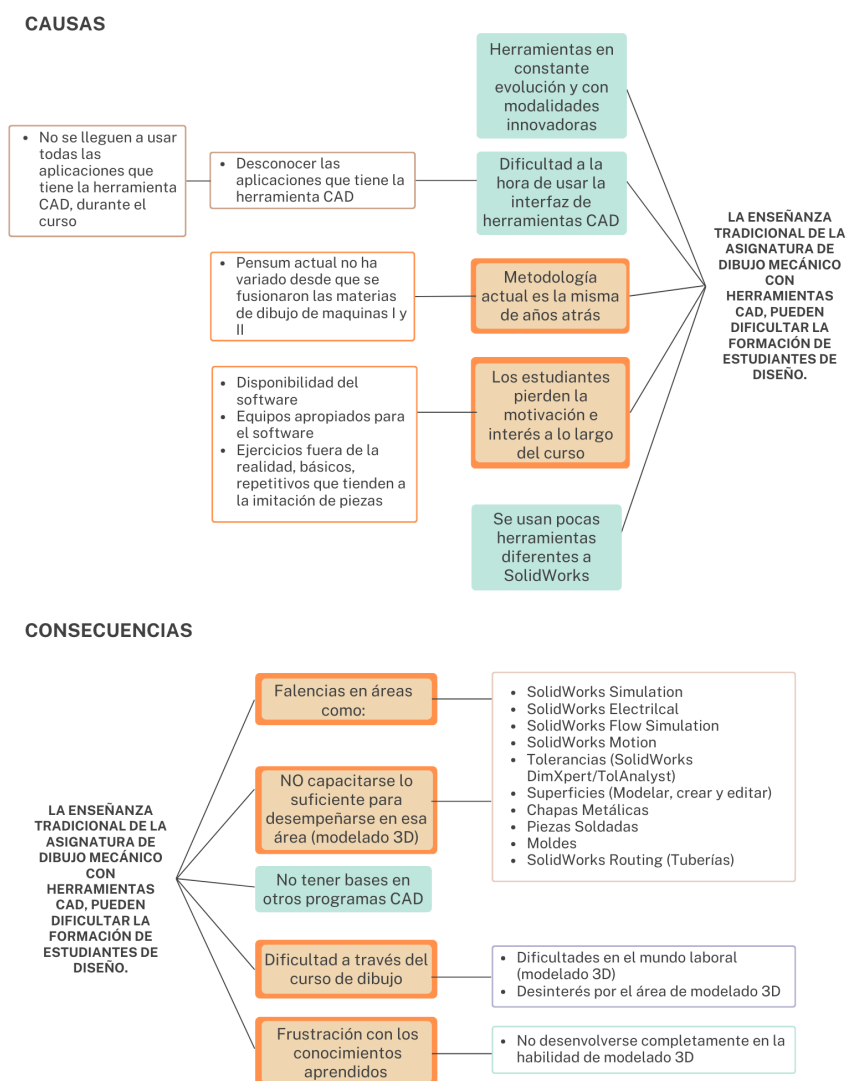 CAUSAS
Herramientas en
constante
evolución y con
modalidades
innovadoras
• No se lleguen a usar
todas las
aplicaciones que
tiene la herramienta
CAD, durante el
curso
• Desconocer las
aplicaciones que tiene la
herramienta CAD
Dificultad a la
hora de usar la
interfaz de
herramientas CAD
• Pensum actual no ha
variado desde que se
fusionaron las materias
de dibujo de maquinas I y
II
Metodología
actual es la misma
de años atrás
• Disponibilidad del
software
• Equipos apropiados para
el software
• Ejercicios fuera de la
realidad, básicos,
repetitivos que tienden a
la imitación de piezas
Los estudiantes
pierden la
motivación e
interés a lo largo
del curso
Se usan pocas
herramientas
diferentes a
SolidWorks
LA ENSEÑANZA
TRADICIONAL DE LA
ASIGNATURA DE
DIBUJO MECÁNICO
CON
HERRAMIENTAS
CAD, PUEDEN
DIFICULTAR LA
FORMACIÓN DE
ESTUDIANTES DE
DISEÑO.
CONSECUENCIAS
LA ENSEÑANZA
TRADICIONAL DE LA
ASIGNATURA DE
DIBUJO MECÁNICO
CON
HERRAMIENTAS
CAD, PUEDEN
DIFICULTAR LA
FORMACIÓN DE
ESTUDIANTES DE
DISEÑO.
Falencias en áreas
como:
NO capacitarse lo
suficiente para
desempeñarse en esa
área (modelado 3D)
• SolidWorks Simulation
• SolidWorks Electrilcal
• SolidWorks Flow Simulation
• SolidWorks Motion
• Tolerancias (SolidWorks
DimXpert/TolAnalyst)
• Superficies (Modelar, crear y editar)
• Chapas Metálicas
• Piezas Soldadas
• Moldes
• SolidWorks Routing (Tuberías)
No tener bases en
otros programas CAD
Dificultad a través del
curso de dibujo
• Dificultades en el mundo laboral
(modelado 3D)
• Desinterés por el área de modelado 3D
Frustración con los
conocimientos
aprendidos
• No desenvolverse completamente en la
habilidad de modelado 3D